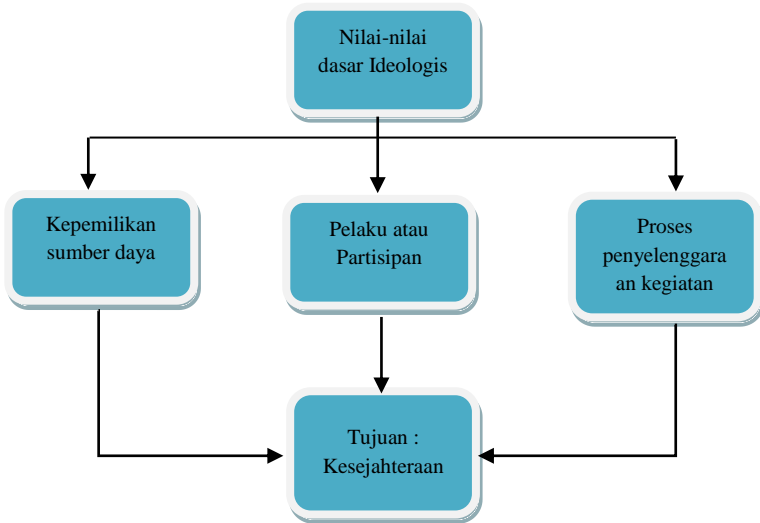 Nilai-nilai
dasar Ideologis
Kepemilikan
sumber daya
Pelaku atau
Partisipan
Proses
penyelenggara
an kegiatan
Tujuan :
Kesejahteraan